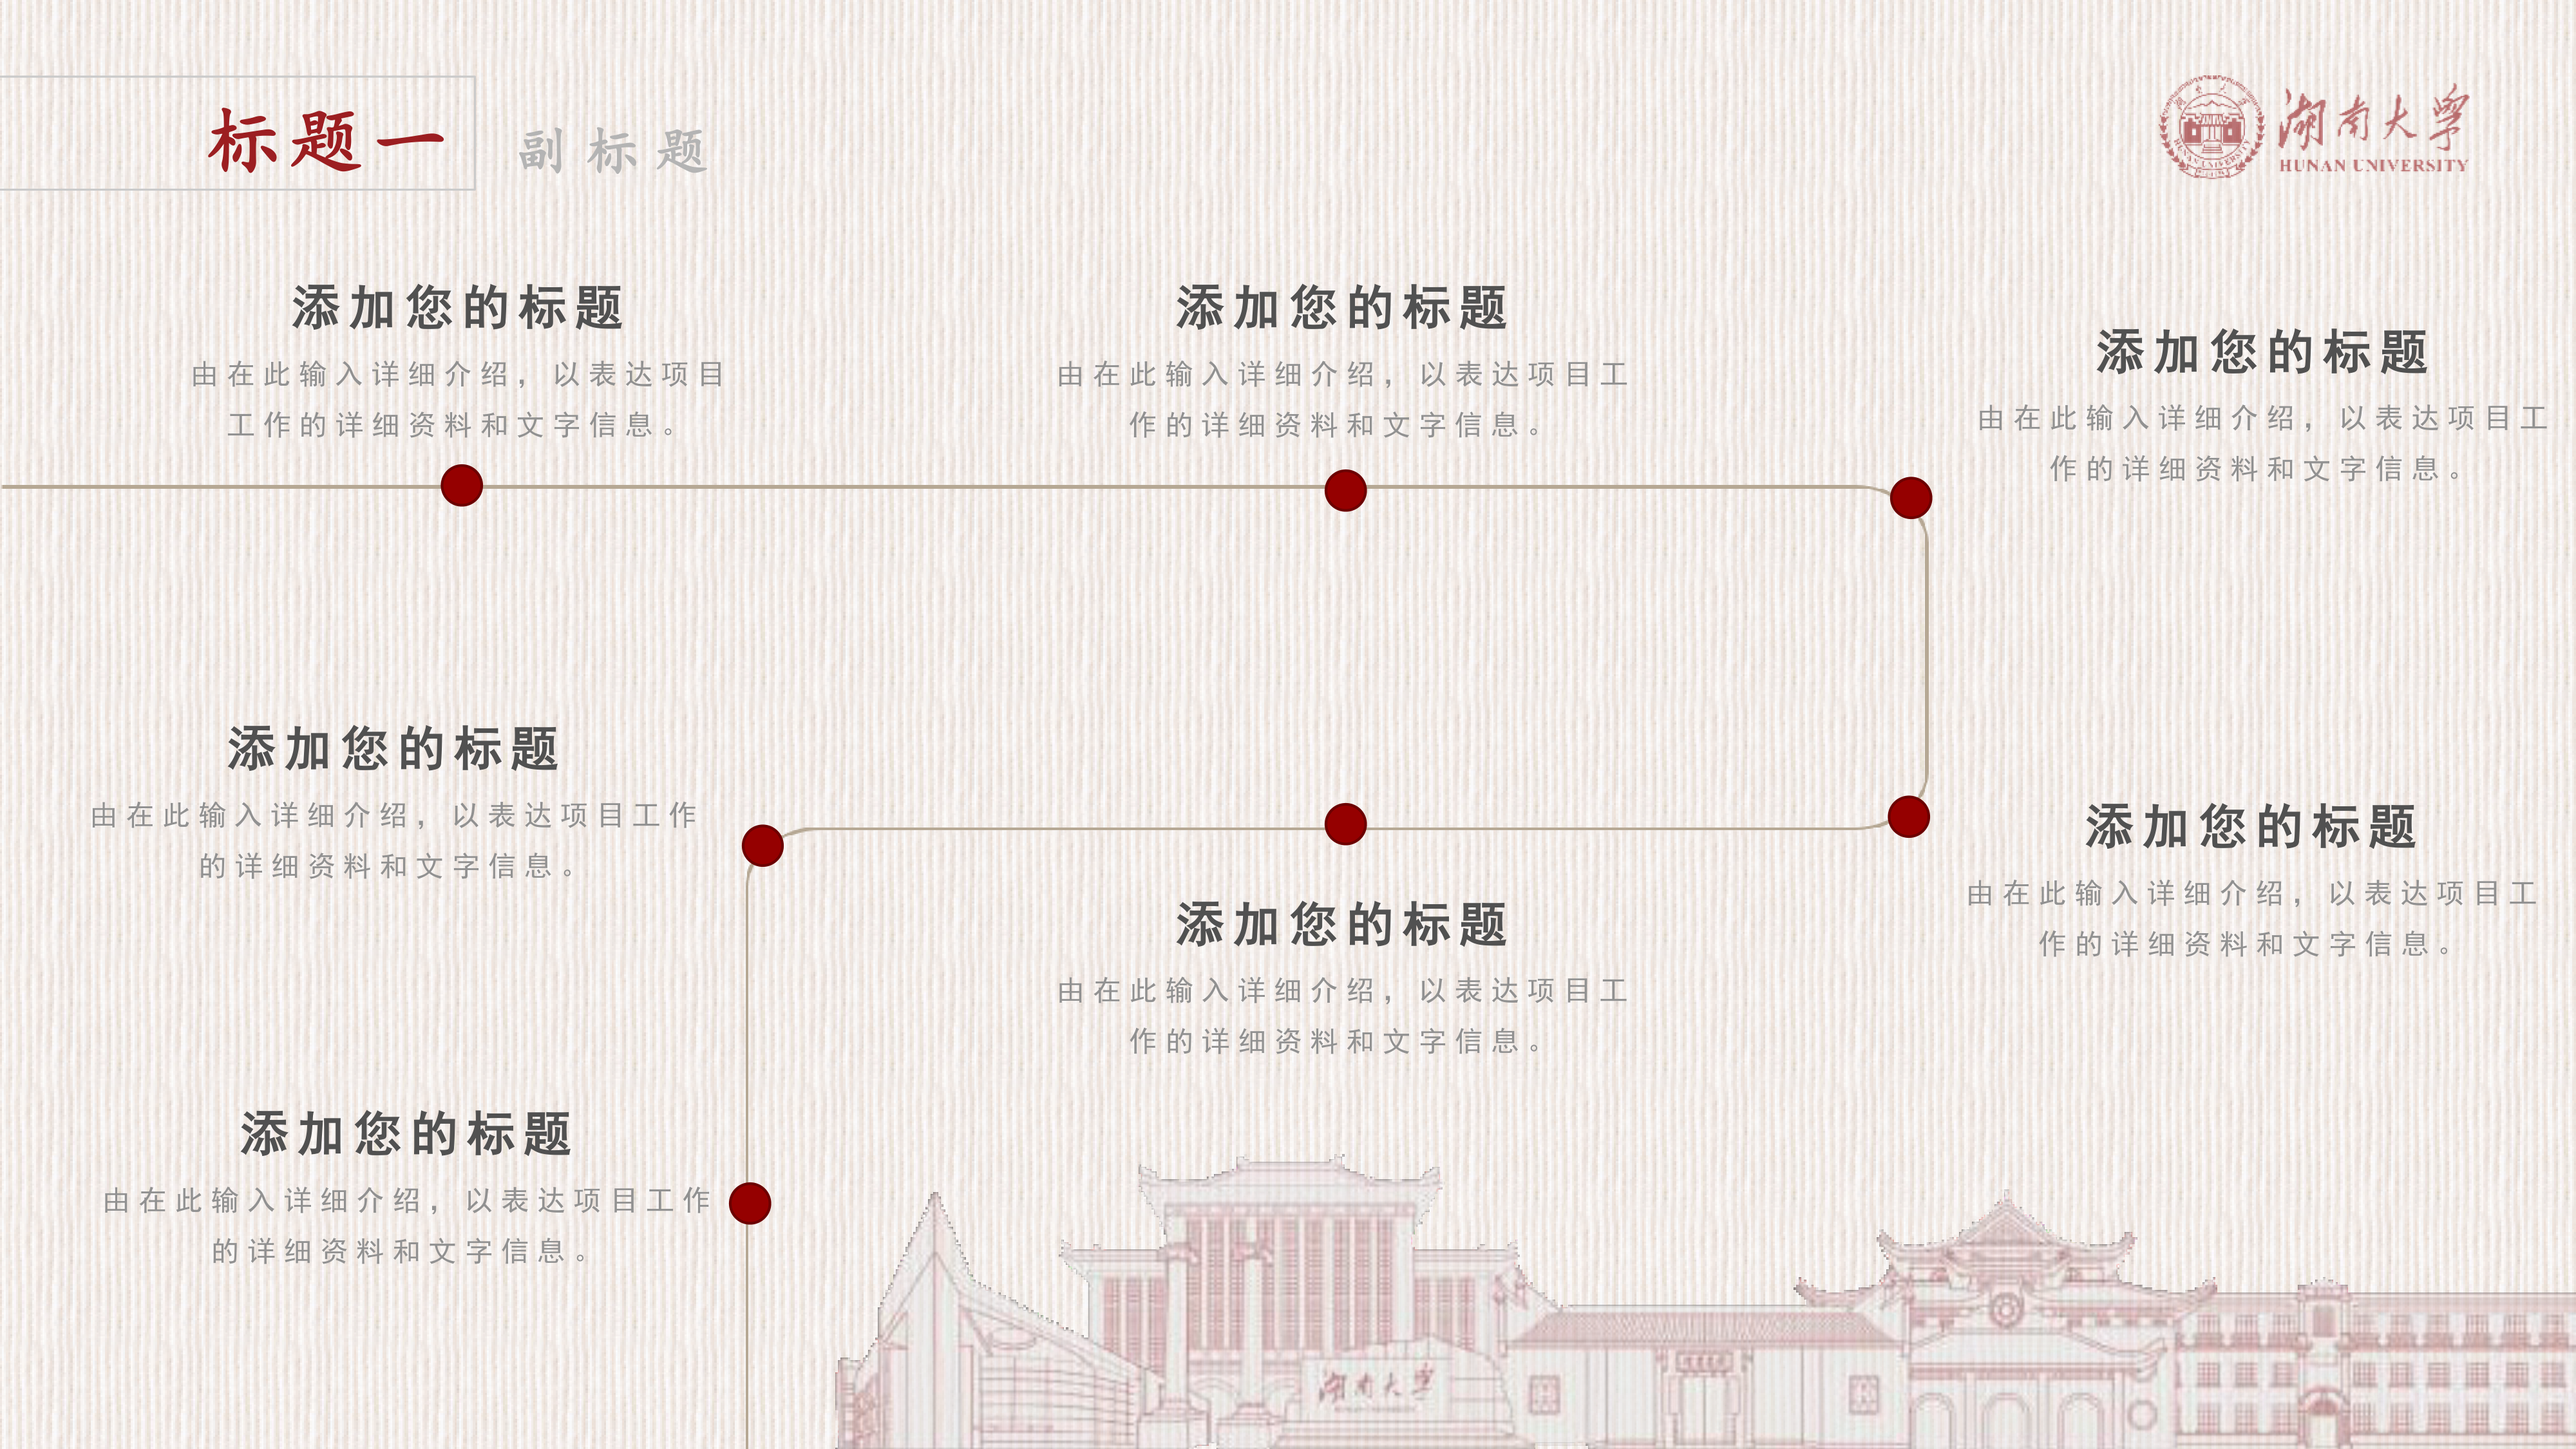 标题一
副标题
湖南大学
HUNAN UNIVERSITY
添加您的标题
由在此输入详细介绍，以表达项目
工作的详细资料和文字信息。
添加您的标题
由在此输入详细介绍，以表达项目工
作的详细资料和文字信息。
添加您的标题
由在此输入详细介绍，以表达项目工
作的详细资料和文字信息。
添加您的标题
由在此输入详细介绍，以表达项目工作
的详细资料和文字信息。
添加您的标题
由在此输入详细介绍，以表达项目工
作的详细资料和文字信息。
添加您的标题
由在此输入详细介绍，以表达项目工
作的详细资料和文字信息。
添加您的标题
由在此输入详细介绍，以表达项目工作
的详细资料和文字信息。
湖南大学